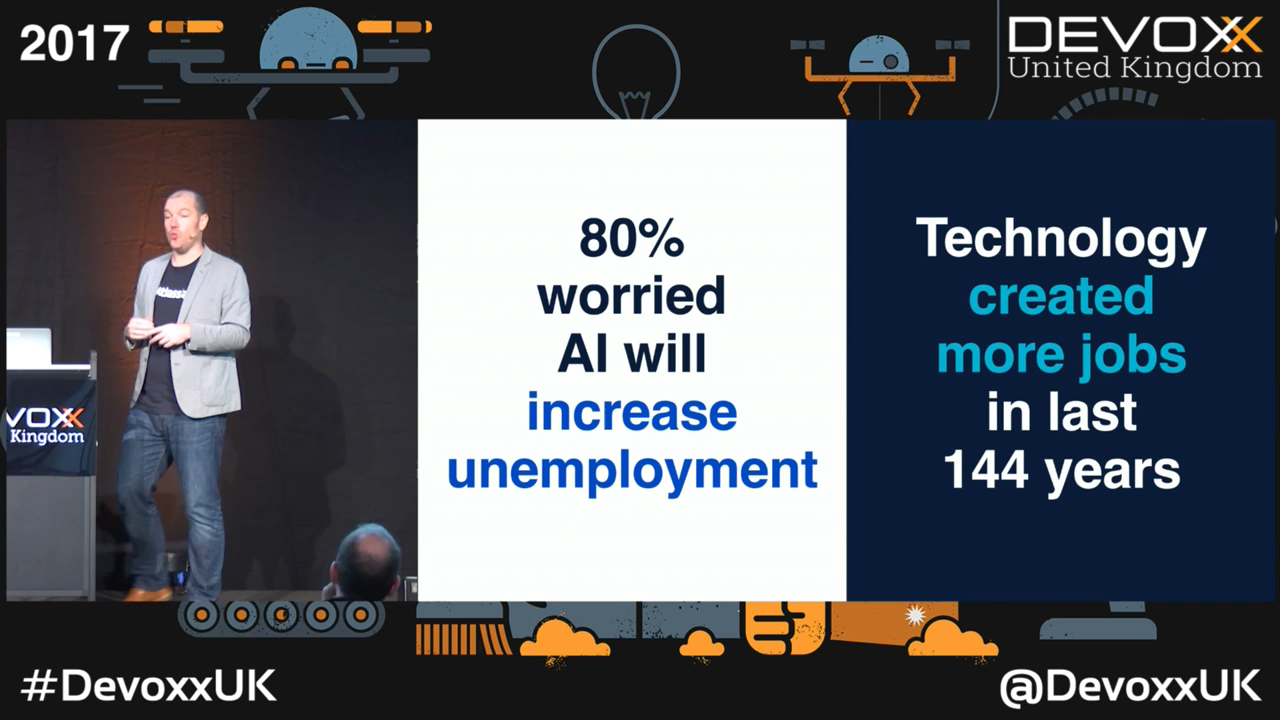 2017
DEVOXX
United Kingdom
80%
worried
AI will
increase
unemployment
Technology
created
more jobs
in last
144 years
VOXX
Kingdom
#DevoxxUK
@DevoxxUK